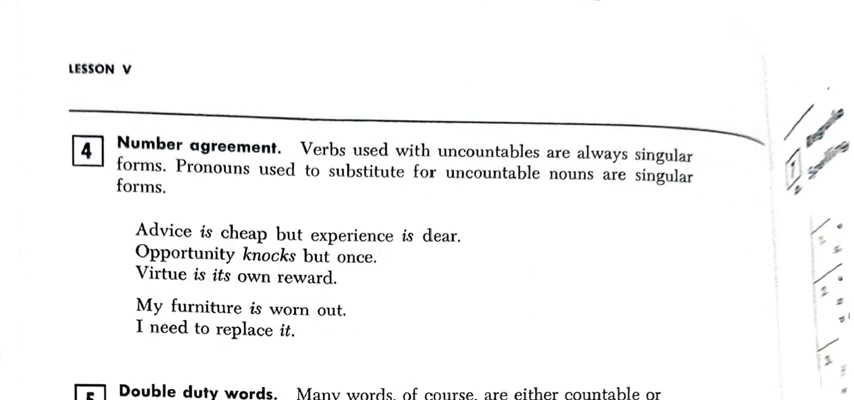 LESSON V
4 Number agreement. Verbs used with uncountables are always singular
forms. Pronouns used to substitute for uncountable nouns are singular
forms.
Advice is cheap but experience is dear.
Opportunity knocks but once.
Virtue is its own reward.
My furniture is worn out.
I need to replace it.
5 Double duty words. Many words, of course, are either countable or